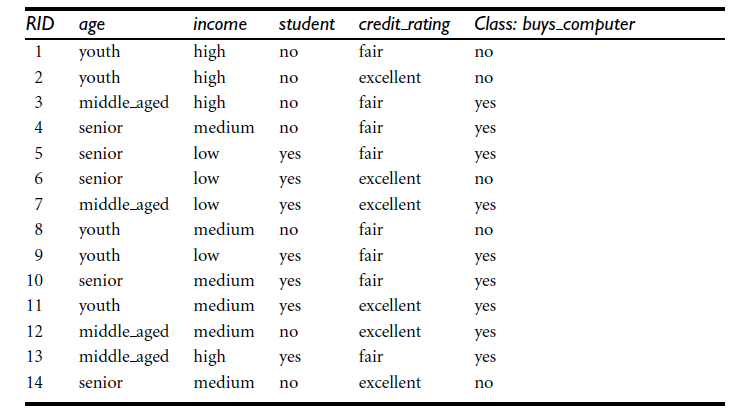 RID age income student credit_rating Class: buys_computer
1 youth high no fair no
2 youth high no excellent no
3 middle_aged high no fair yes
4 senior medium no fair yes
5 senior low yes fair yes
6 senior low yes excellent no
7 middle_aged low yes excellent yes
8 youth medium no fair no
9 youth low yes fair yes
10 senior medium yes fair yes
11 youth medium yes excellent yes
12 middle_aged medium no excellent yes
13 middle_aged high yes fair yes
14 senior medium no excellent no